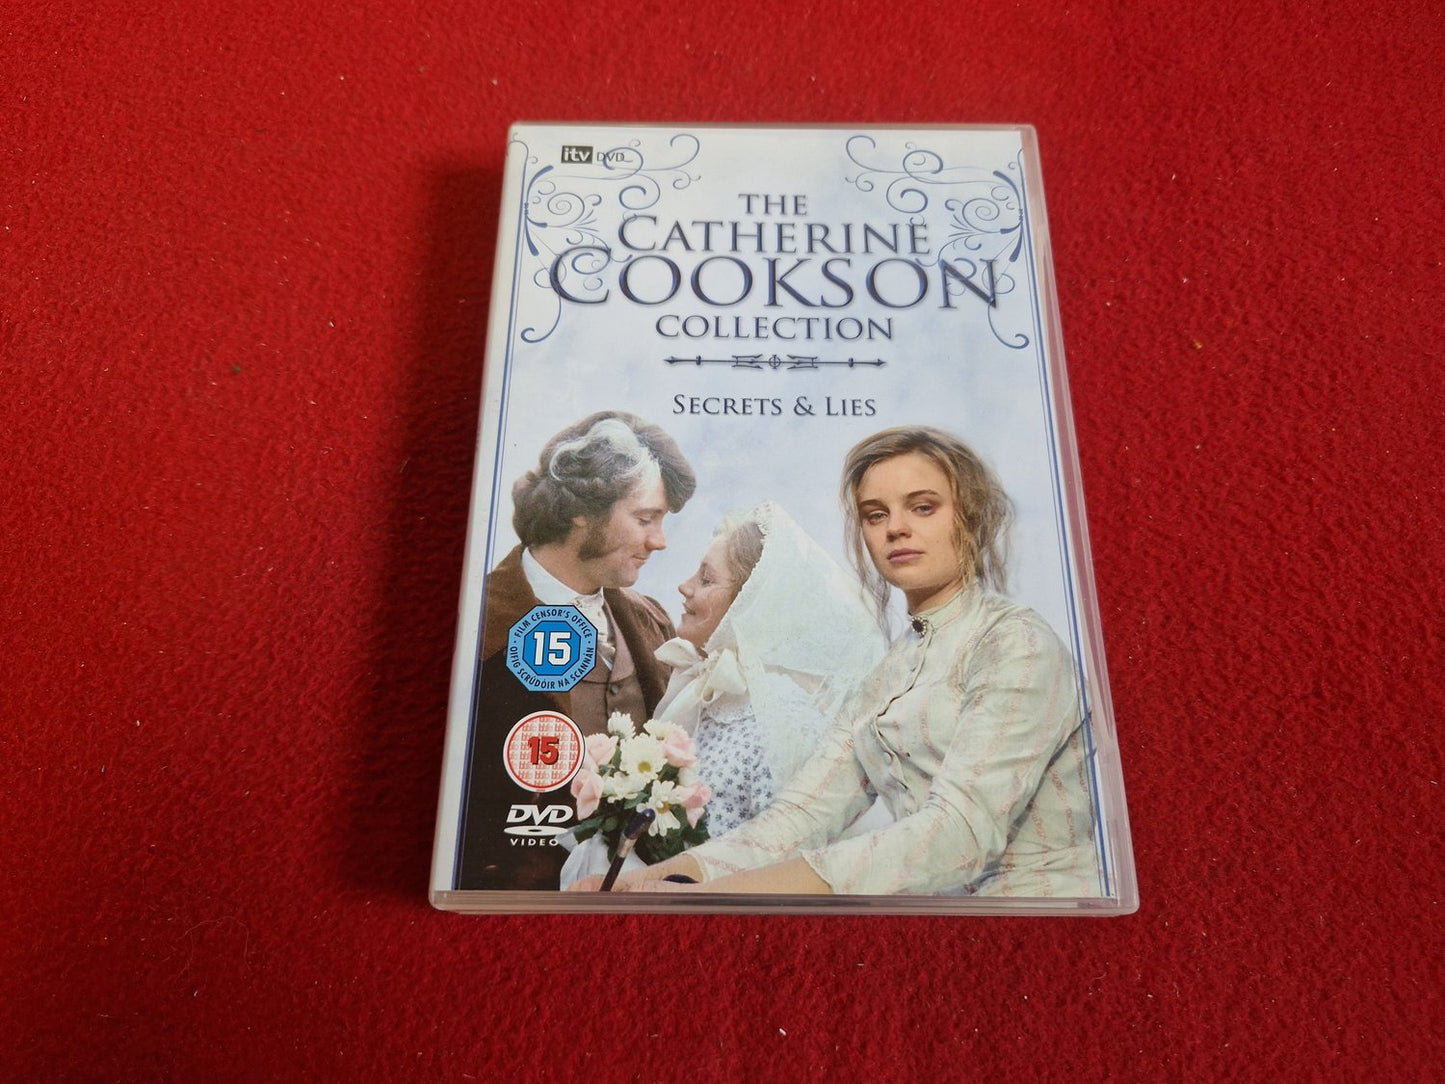 itv DVD
THE
CATHERINE
COOKSON
COLLECTION
SECRETS & LIES
· FILM CENSOR'S OFFICE ·
OIFIG SCRÚDÓIR NA SCANNÁN
15
15
DVD
VIDEO